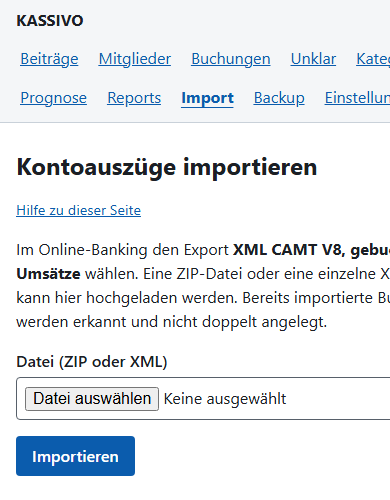 KASSIVO
Beiträge Mitglieder Buchungen Unklar
Prognose Reports Import Backup
Kontoauszüge importieren
Hilfe zu dieser Seite
Im Online-Banking den Export XML CAMT V8,
Umsätze wählen. Eine ZIP-Datei oder eine einzelne
kann hier hochgeladen werden. Bereits importierte
werden erkannt und nicht doppelt angelegt.
Datei (ZIP oder XML)
Datei auswählen Keine ausgewählt
Importieren